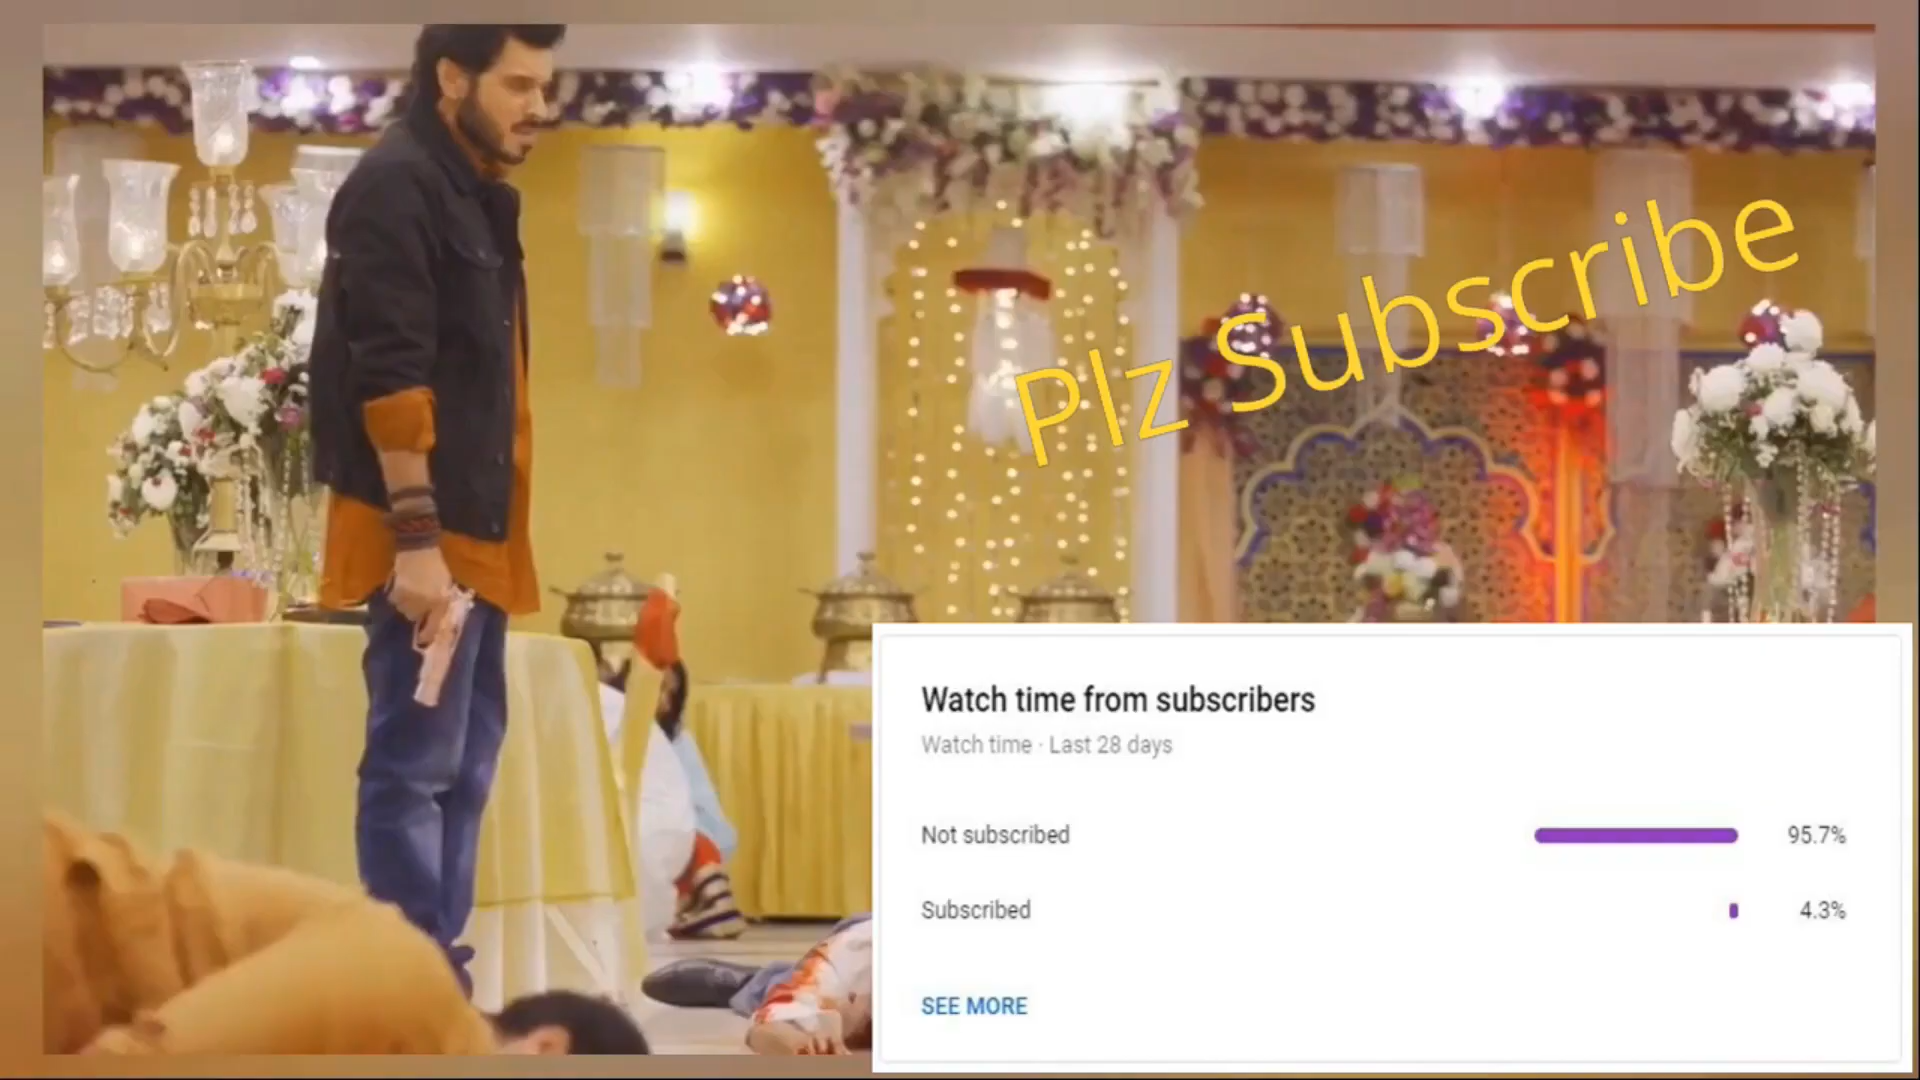 Plz Subscribe
Watch time from subscribers
Watch time · Last 28 days
Not subscribed 95.7%
Subscribed 4.3%
SEE MORE